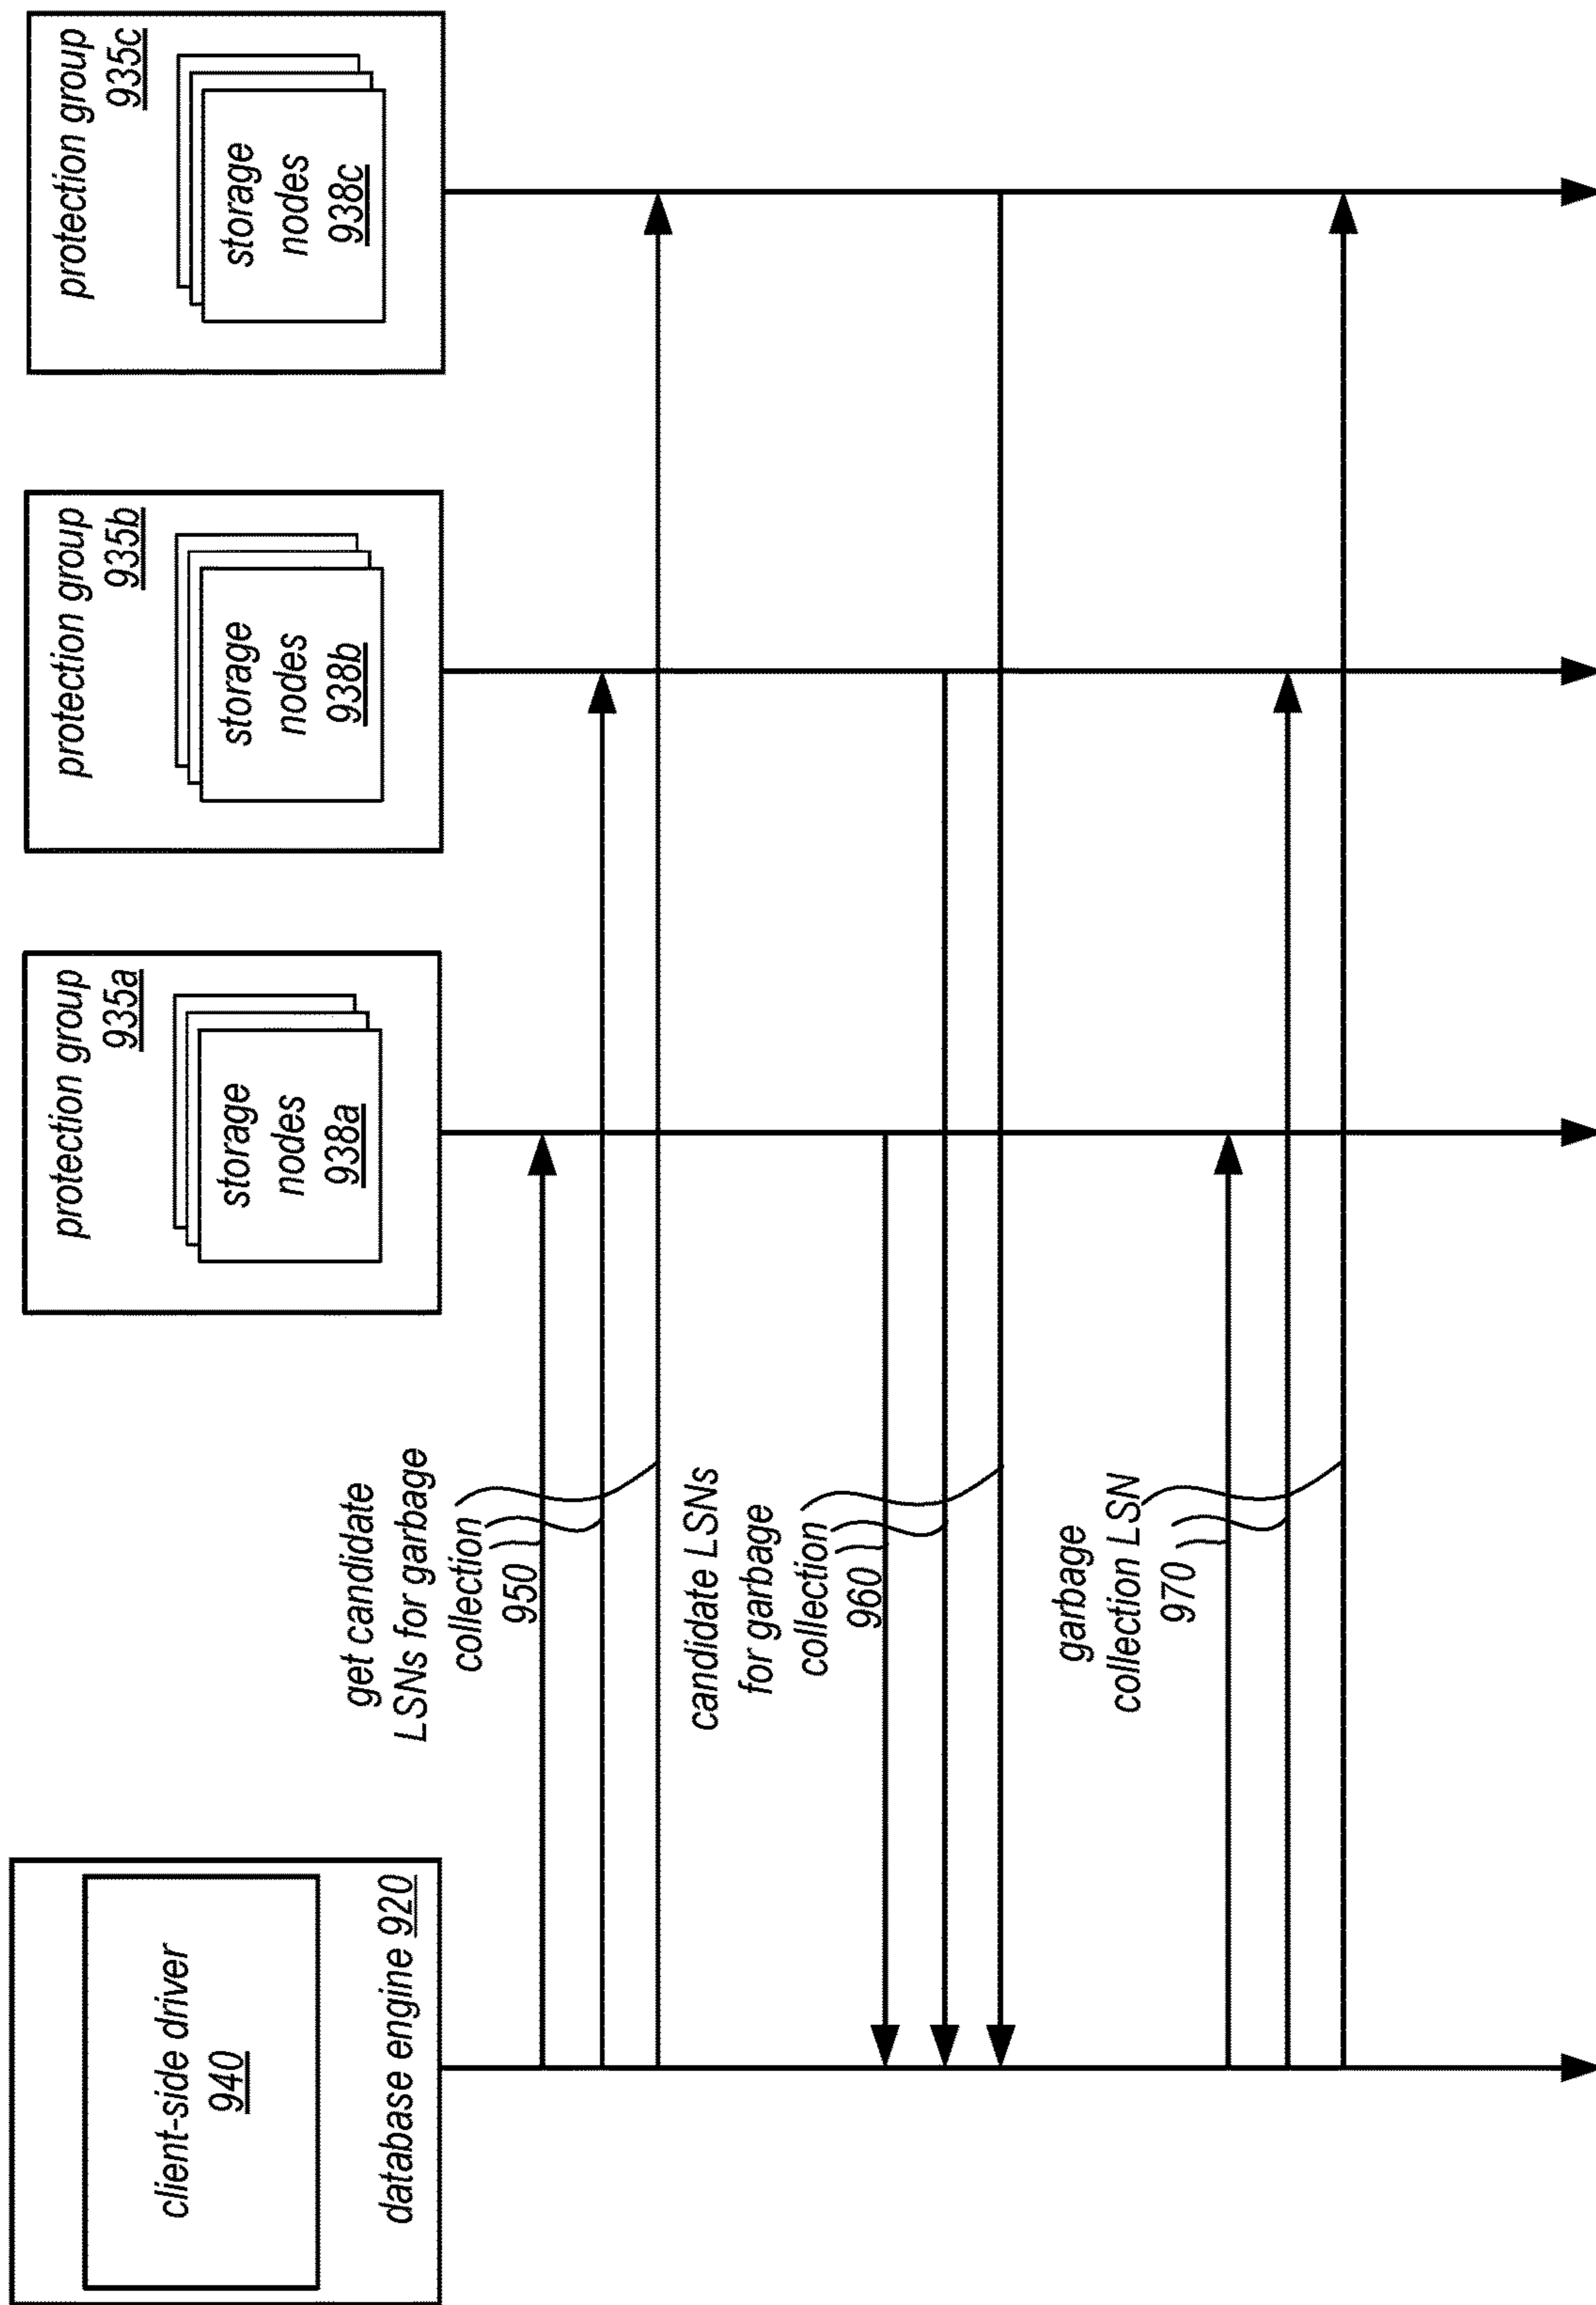 client-side driver
940
database engine 920
protection group
935a
storage
nodes
938a
protection group
935b
storage
nodes
938b
protection group
935c
storage
nodes
938c
get candidate
LSNs for garbage
collection
950
candidate LSNs
for garbage
collection
960
garbage
collection LSN
970